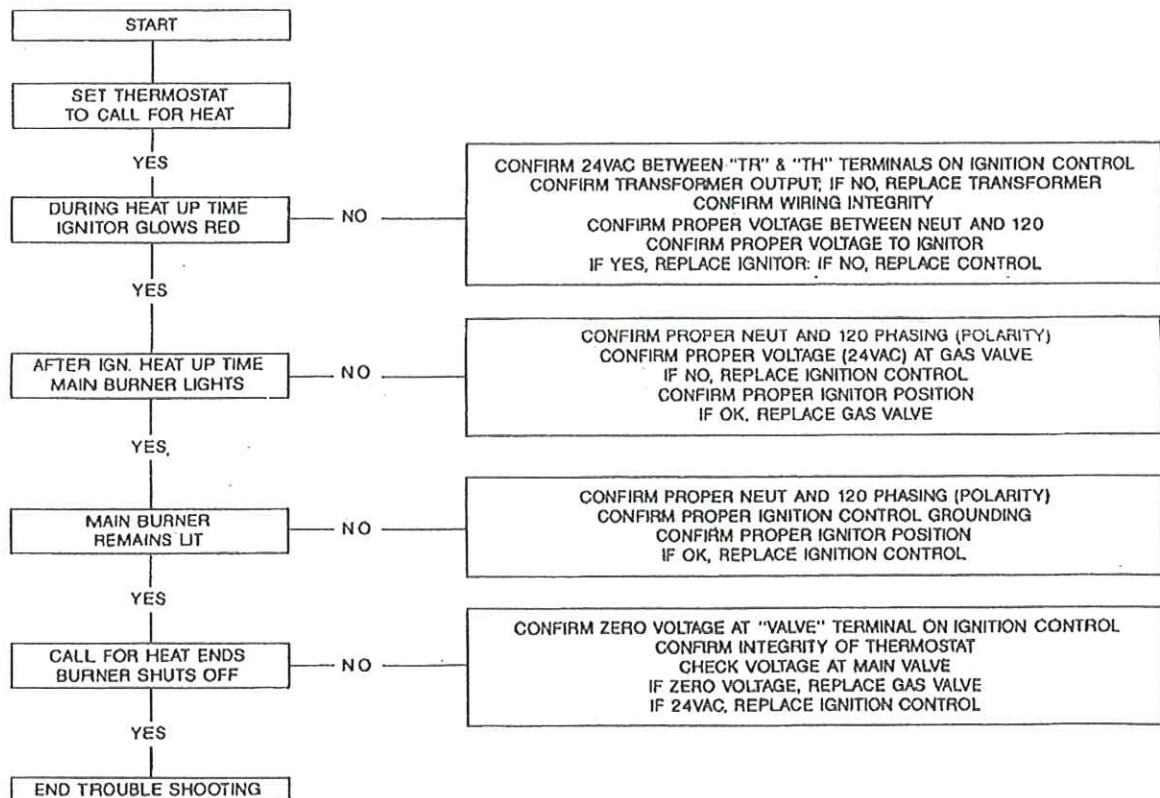 START
SET THERMOSTAT
TO CALL FOR HEAT
YES
DURING HEAT UP TIME
IGNITOR GLOWS RED
NO
CONFIRM 24VAC BETWEEN "TR" & "TH" TERMINALS ON IGNITION CONTROL
CONFIRM TRANSFORMER OUTPUT; IF NO, REPLACE TRANSFORMER
CONFIRM WIRING INTEGRITY
CONFIRM PROPER VOLTAGE BETWEEN NEUT AND 120
CONFIRM PROPER VOLTAGE TO IGNITOR
IF YES, REPLACE IGNITOR: IF NO, REPLACE CONTROL
YES
AFTER IGN. HEAT UP TIME
MAIN BURNER LIGHTS
NO
CONFIRM PROPER NEUT AND 120 PHASING (POLARITY)
CONFIRM PROPER VOLTAGE (24VAC) AT GAS VALVE
IF NO, REPLACE IGNITION CONTROL
CONFIRM PROPER IGNITOR POSITION
IF OK, REPLACE GAS VALVE
YES.
MAIN BURNER
REMAINS LIT
NO
CONFIRM PROPER NEUT AND 120 PHASING (POLARITY)
CONFIRM PROPER IGNITION CONTROL GROUNDING
CONFIRM PROPER IGNITOR POSITION
IF OK, REPLACE IGNITION CONTROL
YES
CALL FOR HEAT ENDS
BURNER SHUTS OFF
NO
CONFIRM ZERO VOLTAGE AT "VALVE" TERMINAL ON IGNITION CONTROL
CONFIRM INTEGRITY OF THERMOSTAT
CHECK VOLTAGE AT MAIN VALVE
IF ZERO VOLTAGE, REPLACE GAS VALVE
IF 24VAC, REPLACE IGNITION CONTROL
YES
END TROUBLE SHOOTING